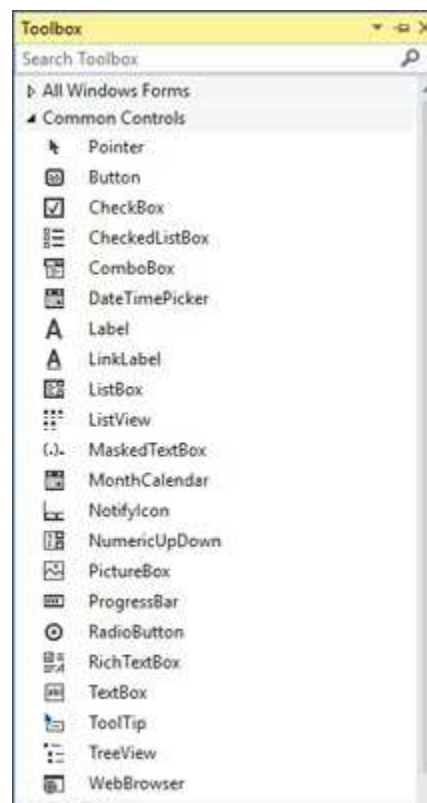 Toolbox
Search Toolbox
All Windows Forms
Common Controls
Pointer
Button
CheckBox
CheckedListBox
ComboBox
DateTimePicker
Label
LinkLabel
ListBox
ListView
MaskedTextBox
MonthCalendar
NotifyIcon
NumericUpDown
PictureBox
ProgressBar
RadioButton
RichTextBox
TextBox
ToolTip
TreeView
WebBrowser